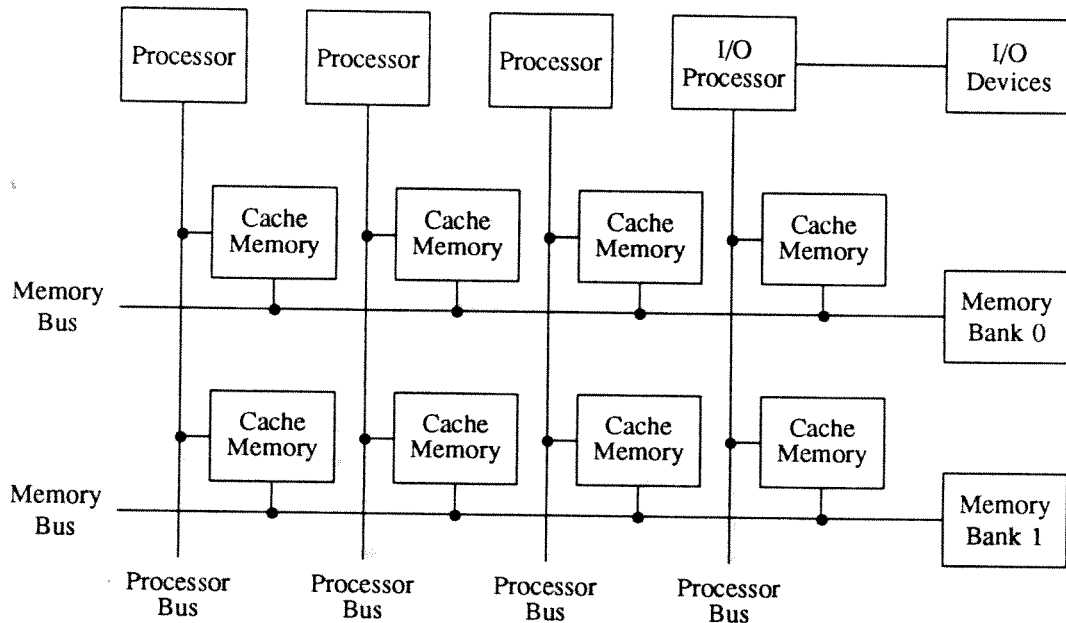 Processor
Processor
Processor
I/O
Processor
I/O
Devices
Cache
Memory
Cache
Memory
Cache
Memory
Cache
Memory
Memory
Bus
Memory
Bank 0
Cache
Memory
Cache
Memory
Cache
Memory
Cache
Memory
Memory
Bus
Memory
Bank 1
Processor
Bus
Processor
Bus
Processor
Bus
Processor
Bus